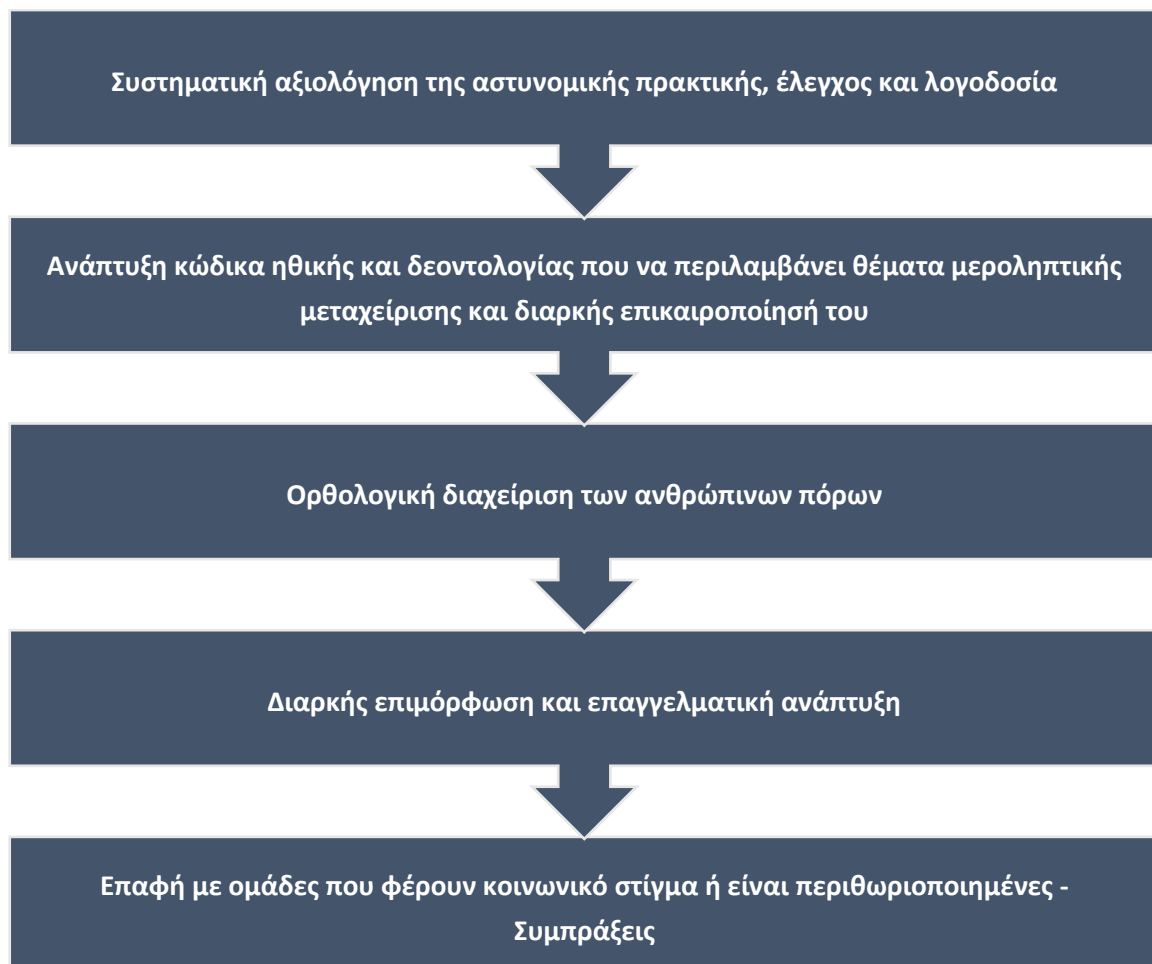 Συστηματική αξιολόγηση της αστυνομικής πρακτικής, έλεγχος και λογοδοσία
Ανάπτυξη κώδικα ηθικής και δεοντολογίας που να περιλαμβάνει θέματα μεροληπτικής
μεταχείρισης και διαρκής επικαιροποίησή του
Ορθολογική διαχείριση των ανθρώπινων πόρων
Διαρκής επιμόρφωση και επαγγελματική ανάπτυξη
Επαφή με ομάδες που φέρουν κοινωνικό στίγμα ή είναι περιθωριοποιημένες -
Συμπράξεις